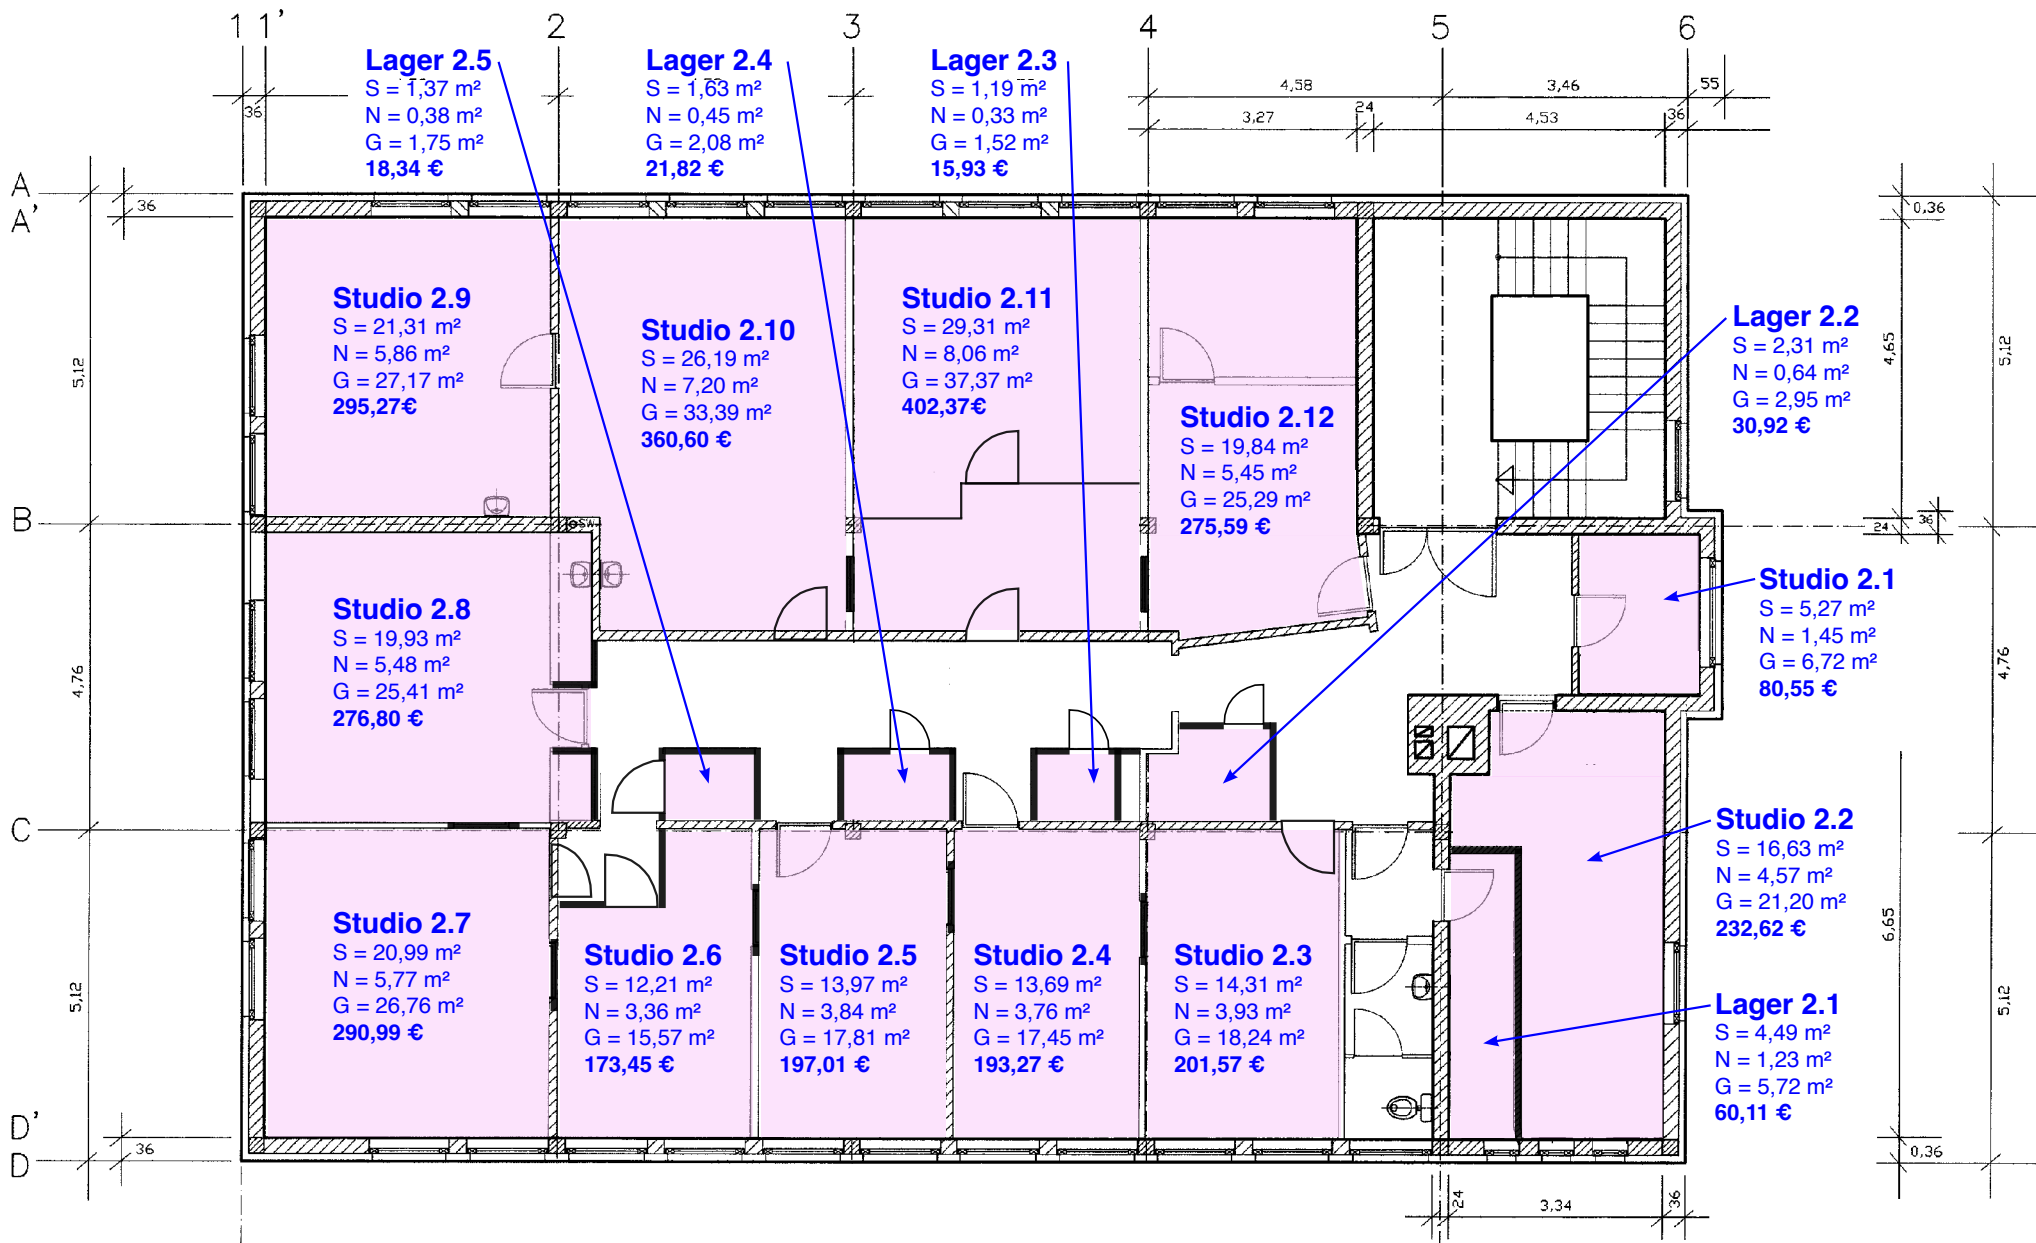 1 1' 2 3 4 5 6
Lager 2.5
S = 1,37 m²
N = 0,38 m²
G = 1,75 m²
18,34 €
Lager 2.4
S = 1,63 m²
N = 0,45 m²
G = 2,08 m²
21,82 €
Lager 2.3
S = 1,19 m²
N = 0,33 m²
G = 1,52 m²
15,93 €
4,58 3,46 55
36
3,27 24 4,53 36
A
A'
36
0,36
Studio 2.9
S = 21,31 m²
N = 5,86 m²
G = 27,17 m²
295,27€
Studio 2.10
S = 26,19 m²
N = 7,20 m²
G = 33,39 m²
360,60 €
Studio 2.11
S = 29,31 m²
N = 8,06 m²
G = 37,37 m²
402,37€
Studio 2.12
S = 19,84 m²
N = 5,45 m²
G = 25,29 m²
275,59 €
Lager 2.2
S = 2,31 m²
N = 0,64 m²
G = 2,95 m²
30,92 €
5,12
4,65
5,12
B
SW
24
36
Studio 2.8
S = 19,93 m²
N = 5,48 m²
G = 25,41 m²
276,80 €
Studio 2.1
S = 5,27 m²
N = 1,45 m²
G = 6,72 m²
80,55 €
4,76
4,76
C
Studio 2.2
S = 16,63 m²
N = 4,57 m²
G = 21,20 m²
232,62 €
Studio 2.7
S = 20,99 m²
N = 5,77 m²
G = 26,76 m²
290,99 €
Studio 2.6
S = 12,21 m²
N = 3,36 m²
G = 15,57 m²
173,45 €
Studio 2.5
S = 13,97 m²
N = 3,84 m²
G = 17,81 m²
197,01 €
Studio 2.4
S = 13,69 m²
N = 3,76 m²
G = 17,45 m²
193,27 €
Studio 2.3
S = 14,31 m²
N = 3,93 m²
G = 18,24 m²
201,57 €
Lager 2.1
S = 4,49 m²
N = 1,23 m²
G = 5,72 m²
60,11 €
5,12
6,65
5,12
D'
D
36
0,36
24 3,34 36